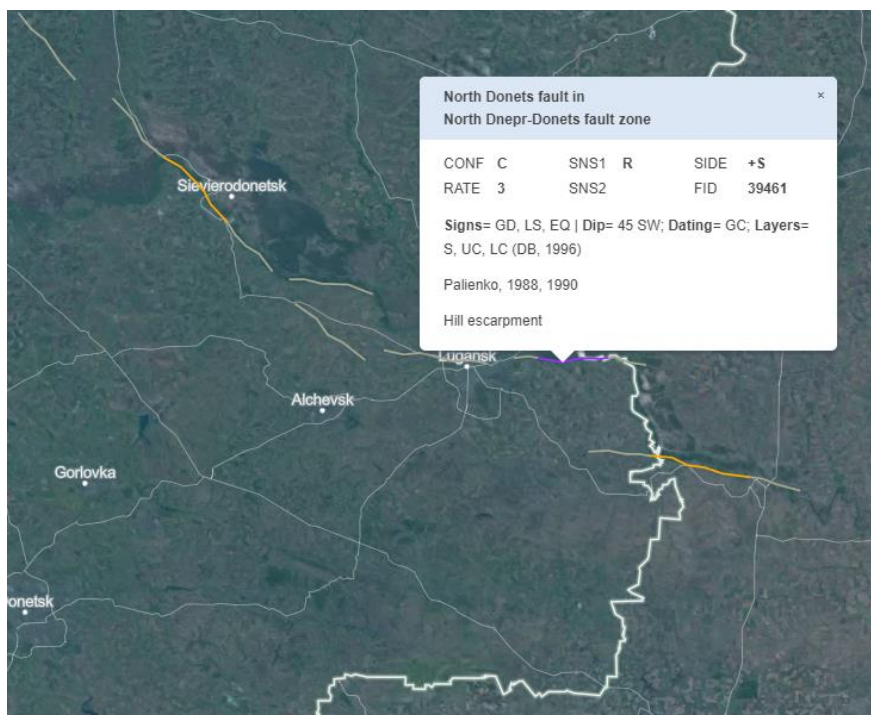 North Donets fault in ×
North Dnepr-Donets fault zone
CONF C SNS1 R SIDE +S
RATE 3 SNS2 FID 39461
Signs= GD, LS, EQ | Dip= 45 SW; Dating= GC; Layers=
S, UC, LC (DB, 1996)
Palienko, 1988, 1990
Hill escarpment
Sievierodonetsk
Lugansk
Alchevsk
Gorlovka
onetsk